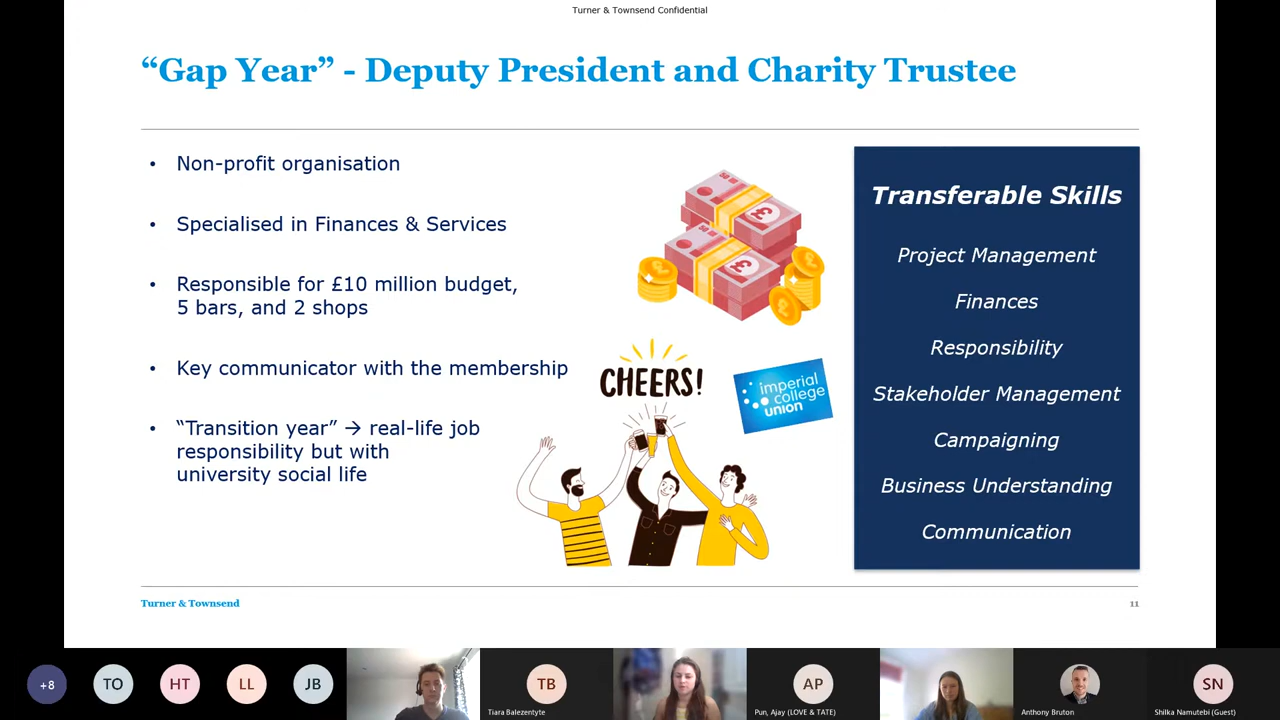 Turner & Townsend Confidential
“Gap Year” - Deputy President and Charity Trustee
• Non-profit organisation
• Specialised in Finances & Services
• Responsible for £10 million budget,
5 bars, and 2 shops
• Key communicator with the membership
• “Transition year” → real-life job
responsibility but with
university social life
£
£
CHEERS!
imperial
college
union
Transferable Skills
Project Management
Finances
Responsibility
Stakeholder Management
Campaigning
Business Understanding
Communication
Turner & Townsend
11
+8
TO
HT
LL
JB
TB
Tiara Balezentyte
AP
Pun, Ajay (LOVE & TATE)
Anthony Bruton
SN
Shilka Namutebi (Guest)